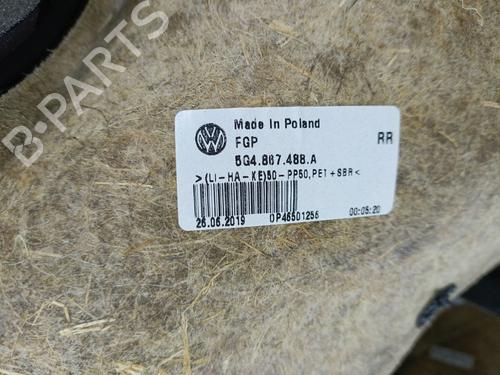 B-PARTS
Made In Poland
FGP RR
5G4.867.488.A
>(LI-HA-KE)50-PP50,PET+SBR<
26.06.2019 0P46501256 00:05:20